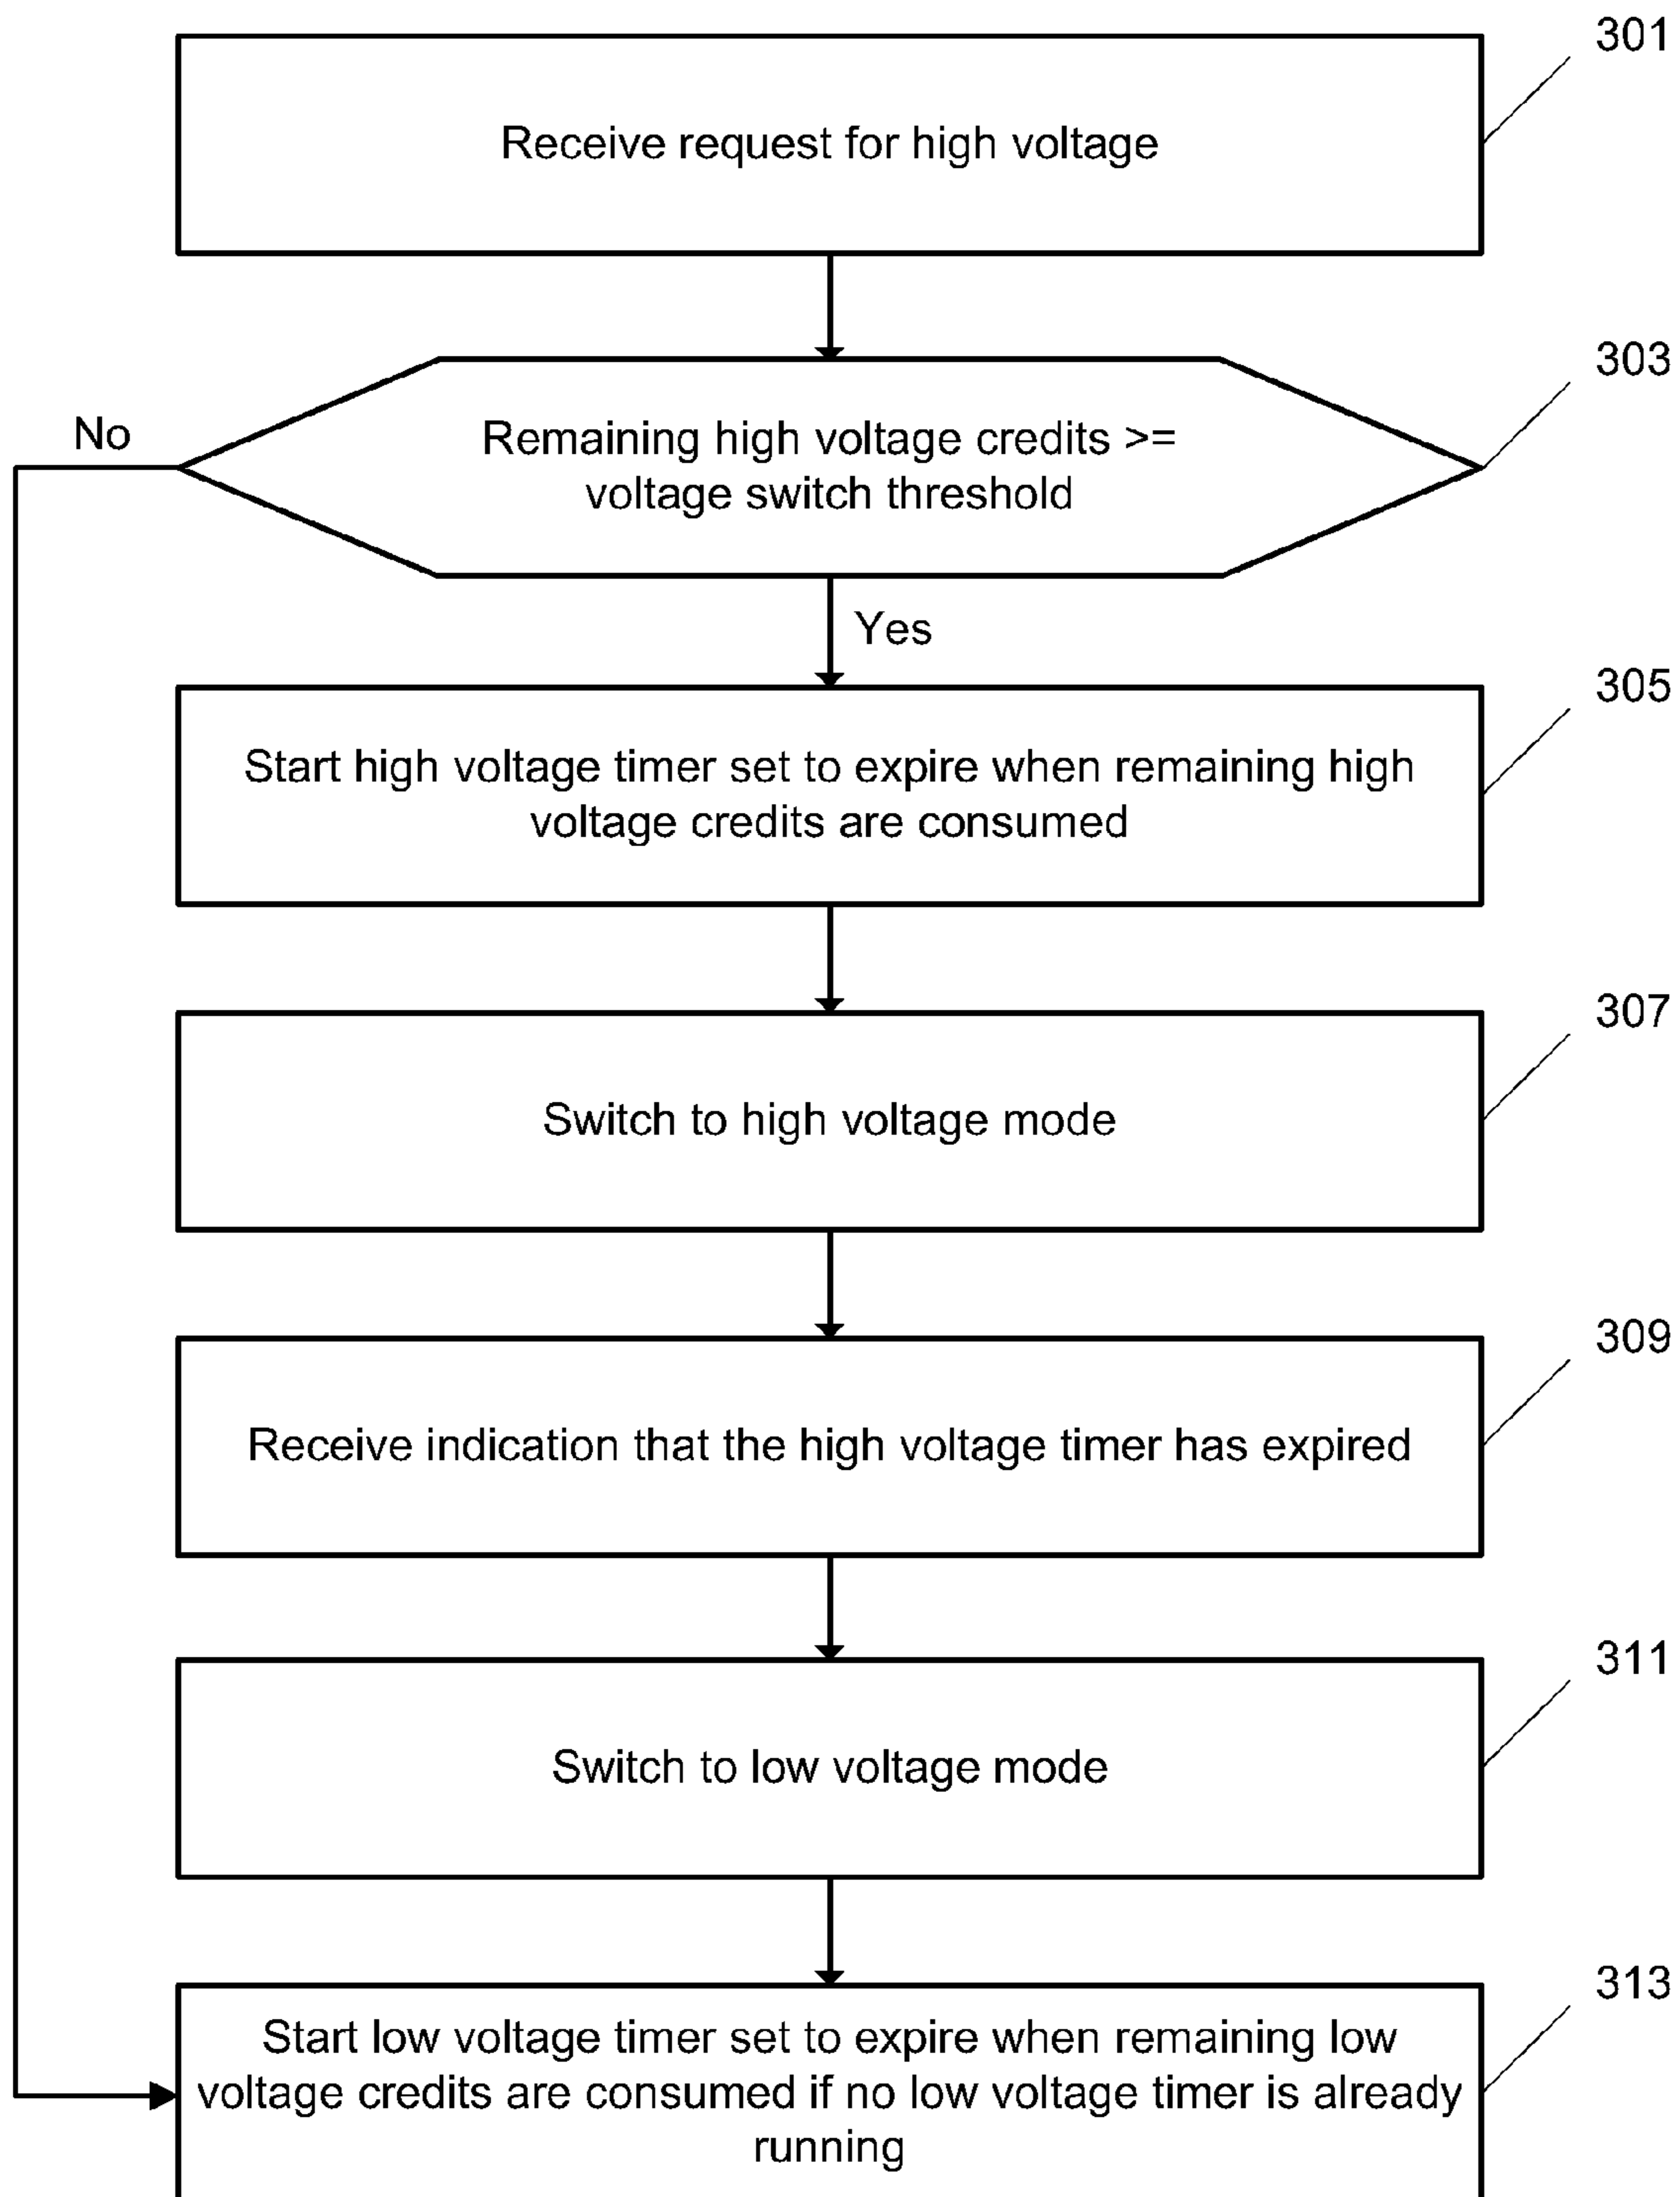 301
Receive request for high voltage
303
No
Remaining high voltage credits >=
voltage switch threshold
Yes
305
Start high voltage timer set to expire when remaining high
voltage credits are consumed
307
Switch to high voltage mode
309
Receive indication that the high voltage timer has expired
311
Switch to low voltage mode
313
Start low voltage timer set to expire when remaining low
voltage credits are consumed if no low voltage timer is already
running